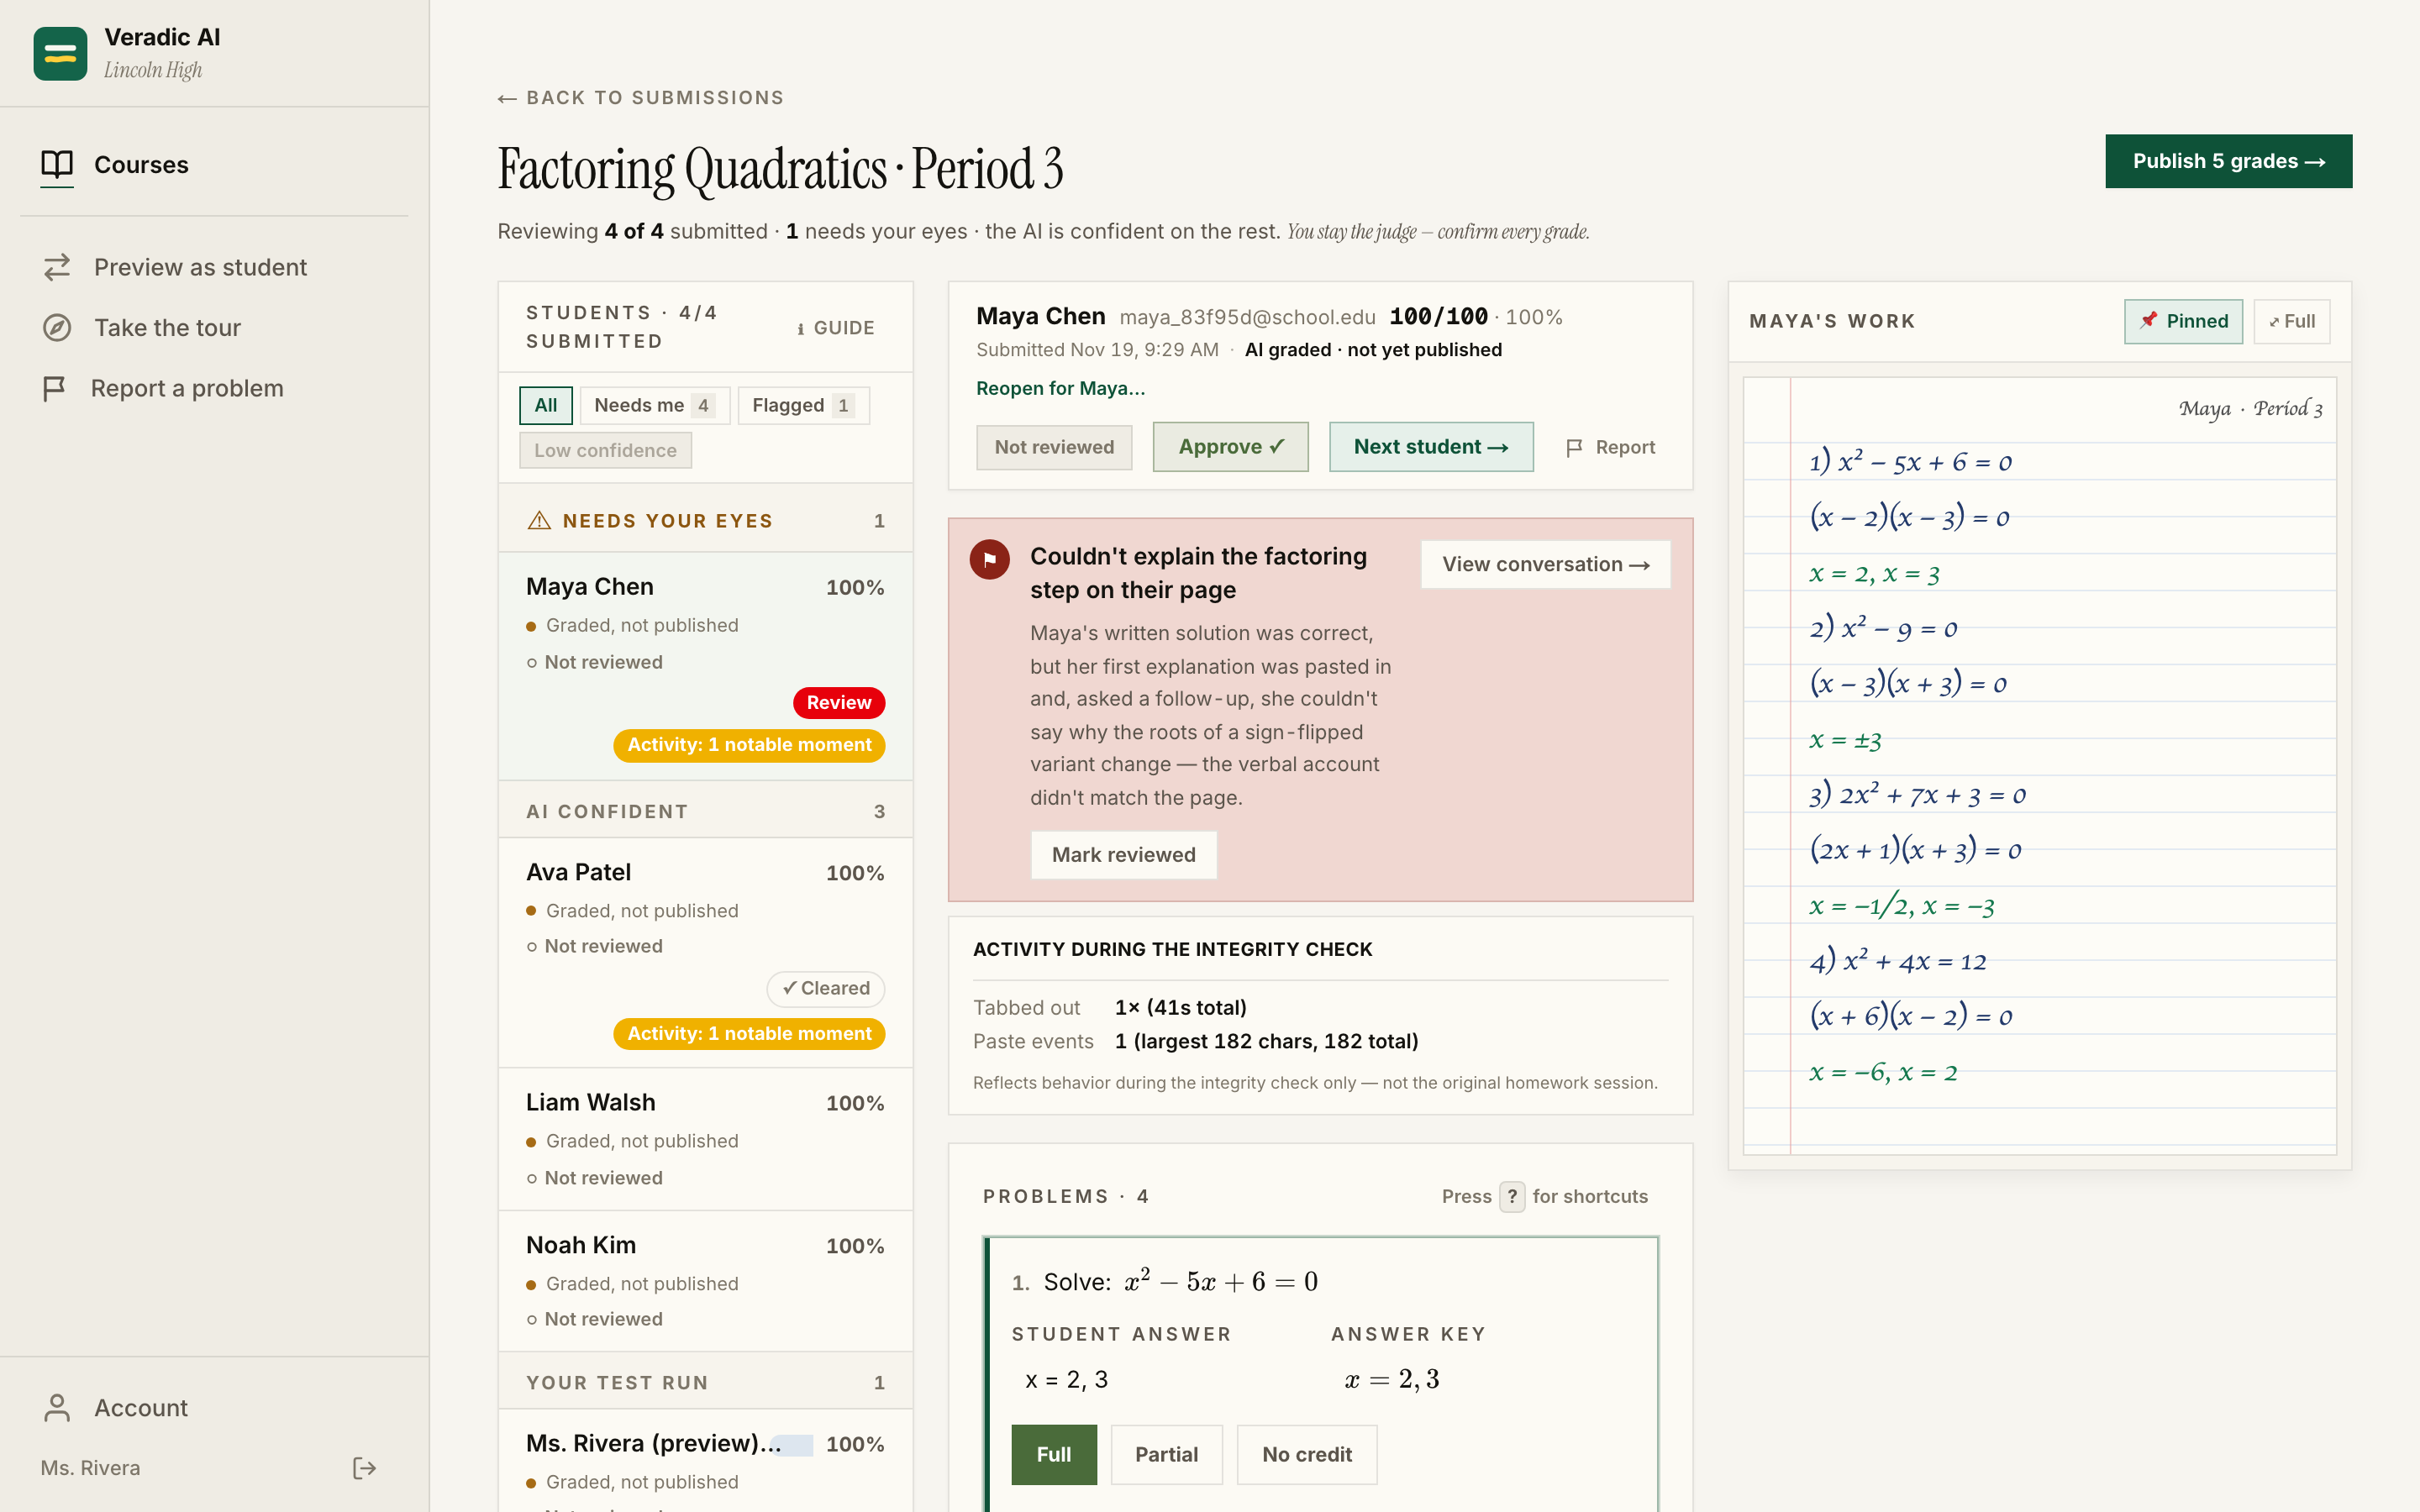 Veradic AI
Lincoln High
Courses
Preview as student
Take the tour
Report a problem
Account
Ms. Rivera
← BACK TO SUBMISSIONS
Factoring Quadratics · Period 3
Publish 5 grades →
Reviewing 4 of 4 submitted · 1 needs your eyes · the AI is confident on the rest. You stay the judge – confirm every grade.
STUDENTS · 4/4
SUBMITTED
ℹ GUIDE
All
Needs me 4
Flagged 1
Low confidence
⚠ NEEDS YOUR EYES 1
Maya Chen 100%
Graded, not published
Not reviewed
Review
Activity: 1 notable moment
AI CONFIDENT 3
Ava Patel 100%
Graded, not published
Not reviewed
✓ Cleared
Activity: 1 notable moment
Liam Walsh 100%
Graded, not published
Not reviewed
Noah Kim 100%
Graded, not published
Not reviewed
YOUR TEST RUN 1
Ms. Rivera (preview)... 100%
Graded, not published
Maya Chen maya_83f95d@school.edu 100/100 · 100%
Submitted Nov 19, 9:29 AM · AI graded · not yet published
Reopen for Maya...
Not reviewed
Approve ✓
Next student →
Report
Couldn't explain the factoring
step on their page
View conversation →
Maya's written solution was correct,
but her first explanation was pasted in
and, asked a follow-up, she couldn't
say why the roots of a sign-flipped
variant change — the verbal account
didn't match the page.
Mark reviewed
ACTIVITY DURING THE INTEGRITY CHECK
Tabbed out 1× (41s total)
Paste events 1 (largest 182 chars, 182 total)
Reflects behavior during the integrity check only — not the original homework session.
PROBLEMS · 4
Press ? for shortcuts
1. Solve: x² − 5x + 6 = 0
STUDENT ANSWER ANSWER KEY
x = 2, 3 x = 2, 3
Full
Partial
No credit
MAYA'S WORK
📌 Pinned
⤢ Full
Maya · Period 3
1) x² − 5x + 6 = 0
(x − 2)(x − 3) = 0
x = 2, x = 3
2) x² − 9 = 0
(x − 3)(x + 3) = 0
x = ±3
3) 2x² + 7x + 3 = 0
(2x + 1)(x + 3) = 0
x = −1/2, x = −3
4) x² + 4x = 12
(x + 6)(x − 2) = 0
x = −6, x = 2